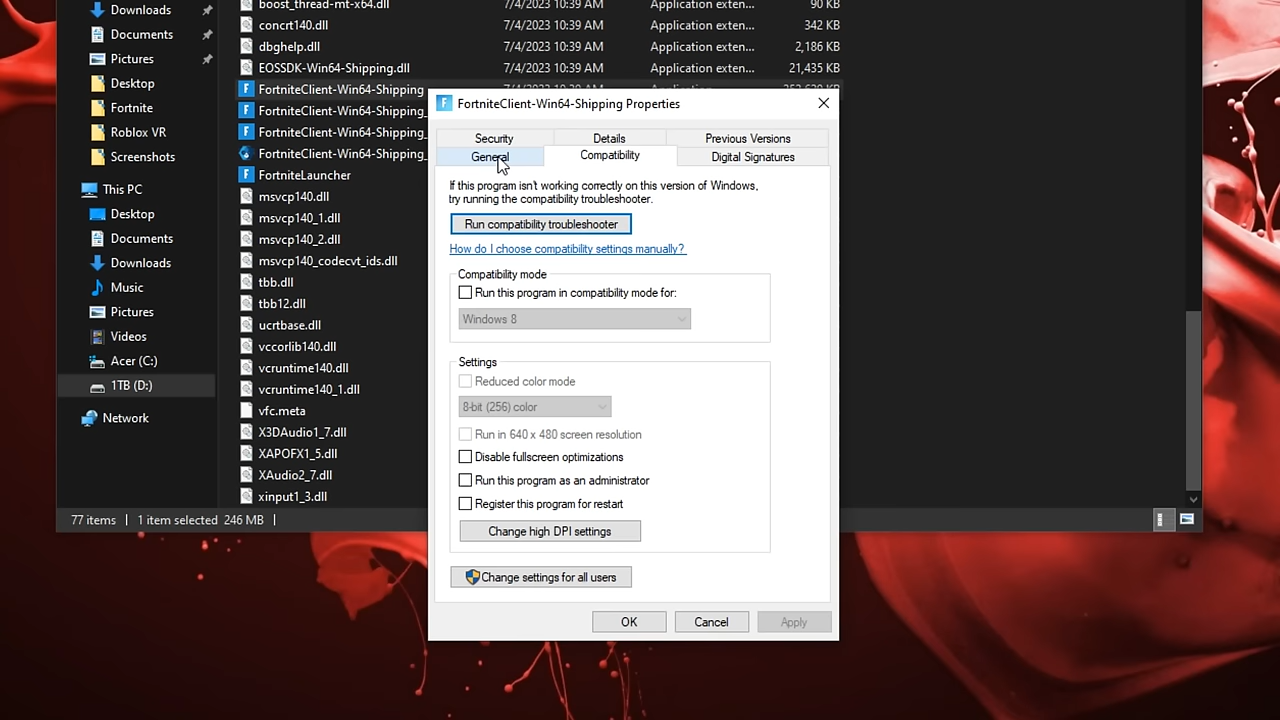 Downloads
Documents
Pictures
Desktop
Fortnite
Roblox VR
Screenshots
This PC
Desktop
Documents
Downloads
Music
Pictures
Videos
Acer (C:)
1TB (D:)
Network
boost_thread-mt-x64.dll 7/4/2023 10:39 AM Application exten... 90 KB
concrt140.dll 7/4/2023 10:39 AM Application exten... 342 KB
dbghelp.dll 7/4/2023 10:39 AM Application exten... 2,186 KB
EOSSDK-Win64-Shipping.dll 7/4/2023 10:39 AM Application exten... 21,435 KB
FortniteClient-Win64-Shipping
FortniteClient-Win64-Shipping_
FortniteClient-Win64-Shipping_
FortniteClient-Win64-Shipping_
FortniteLauncher
msvcp140.dll
msvcp140_1.dll
msvcp140_2.dll
msvcp140_codecvt_ids.dll
tbb.dll
tbb12.dll
ucrtbase.dll
vccorlib140.dll
vcruntime140.dll
vcruntime140_1.dll
vfc.meta
X3DAudio1_7.dll
XAPOFX1_5.dll
XAudio2_7.dll
xinput1_3.dll
77 items | 1 item selected 246 MB |
FortniteClient-Win64-Shipping Properties
Security Details Previous Versions
General Compatibility Digital Signatures
If this program isn't working correctly on this version of Windows,
try running the compatibility troubleshooter.
Run compatibility troubleshooter
How do I choose compatibility settings manually?
Compatibility mode
Run this program in compatibility mode for:
Windows 8
Settings
Reduced color mode
8-bit (256) color
Run in 640 x 480 screen resolution
Disable fullscreen optimizations
Run this program as an administrator
Register this program for restart
Change high DPI settings
Change settings for all users
OK Cancel Apply